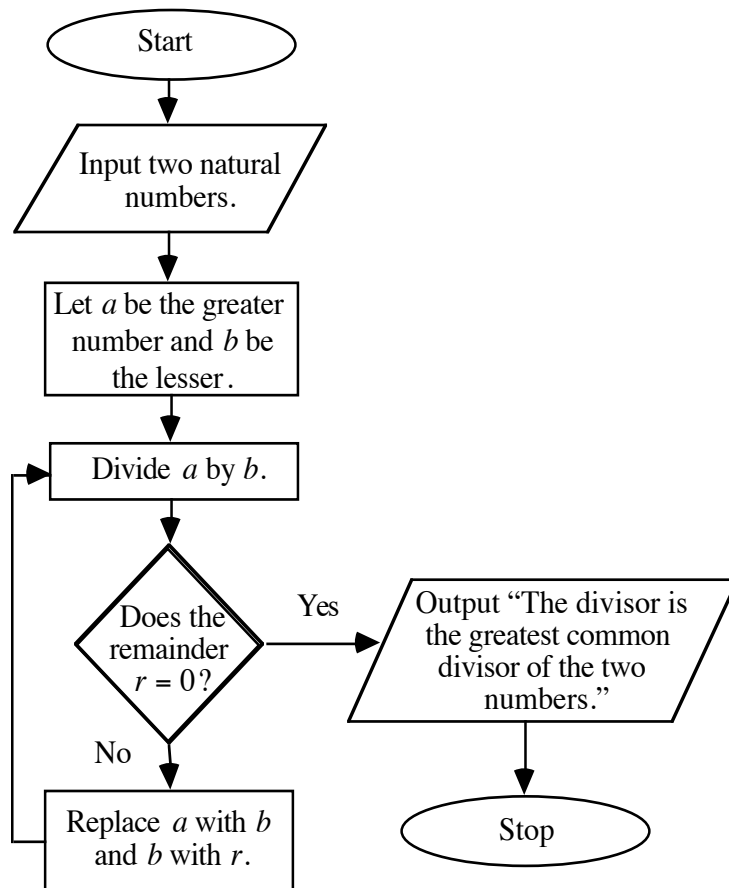 Start
Input two natural
numbers.
Let a be the greater
number and b be
the lesser.
Divide a by b.
Does the
remainder
r = 0?
Yes
Output “The divisor is
the greatest common
divisor of the two
numbers.”
No
Replace a with b
and b with r.
Stop